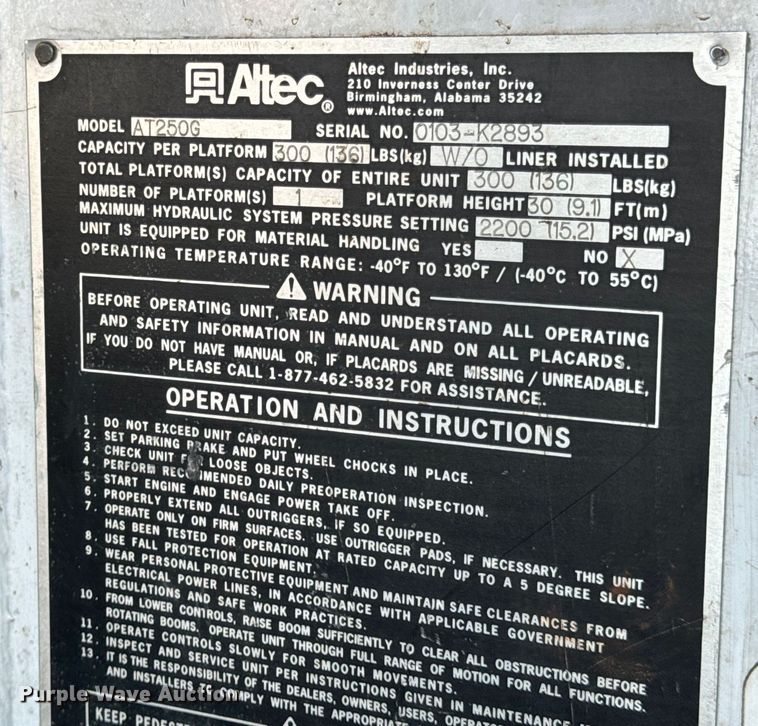 Altec®
Altec Industries, Inc.
210 Inverness Center Drive
Birmingham, Alabama 35242
www.Altec.com
MODEL AT250G SERIAL NO. 0103-K2893
CAPACITY PER PLATFORM 300 (136) LBS(kg) W/O LINER INSTALLED
TOTAL PLATFORM(S) CAPACITY OF ENTIRE UNIT 300 (136) LBS(kg)
NUMBER OF PLATFORM(S) 1 PLATFORM HEIGHT 30 (9.1) FT(m)
MAXIMUM HYDRAULIC SYSTEM PRESSURE SETTING 2200 (15.2) PSI (MPa)
UNIT IS EQUIPPED FOR MATERIAL HANDLING YES NO X
OPERATING TEMPERATURE RANGE: -40°F TO 130°F / (-40°C TO 55°C)
WARNING
BEFORE OPERATING UNIT, READ AND UNDERSTAND ALL OPERATING
AND SAFETY INFORMATION IN MANUAL AND ON ALL PLACARDS.
IF YOU DO NOT HAVE MANUAL OR, IF PLACARDS ARE MISSING / UNREADABLE,
PLEASE CALL 1-877-462-5832 FOR ASSISTANCE.
OPERATION AND INSTRUCTIONS
1. DO NOT EXCEED UNIT CAPACITY.
2. SET PARKING BRAKE AND PUT WHEEL CHOCKS IN PLACE.
3. CHECK UNIT FOR LOOSE OBJECTS.
4. PERFORM RECOMMENDED DAILY PREOPERATION INSPECTION.
5. START ENGINE AND ENGAGE POWER TAKE OFF.
6. PROPERLY EXTEND ALL OUTRIGGERS, IF SO EQUIPPED.
7. OPERATE ONLY ON FIRM SURFACES. USE OUTRIGGER PADS, IF NECESSARY. THIS UNIT
HAS BEEN TESTED FOR OPERATION AT RATED CAPACITY UP TO A 5 DEGREE SLOPE.
8. USE FALL PROTECTION EQUIPMENT.
9. WEAR PERSONAL PROTECTIVE EQUIPMENT AND MAINTAIN SAFE CLEARANCES FROM
ELECTRICAL POWER LINES, IN ACCORDANCE WITH APPLICABLE GOVERNMENT
REGULATIONS AND SAFE WORK PRACTICES.
10. FROM LOWER CONTROLS, RAISE BOOM SUFFICIENTLY TO CLEAR ALL OBSTRUCTIONS BEFORE
ROTATING BOOMS. OPERATE UNIT THROUGH FULL RANGE OF MOTION FOR ALL FUNCTIONS.
11. OPERATE CONTROLS SLOWLY FOR SMOOTH MOVEMENTS.
12. INSPECT AND SERVICE UNIT PER INSTRUCTIONS GIVEN IN MAINTENANCE
13. IT IS THE RESPONSIBILITY OF THE DEALERS, OWNERS, USERS, OPERATOR
AND INSTALLERS TO COMPLY WITH THE APPROPRIATE
KEEP
Purple Wave Auction